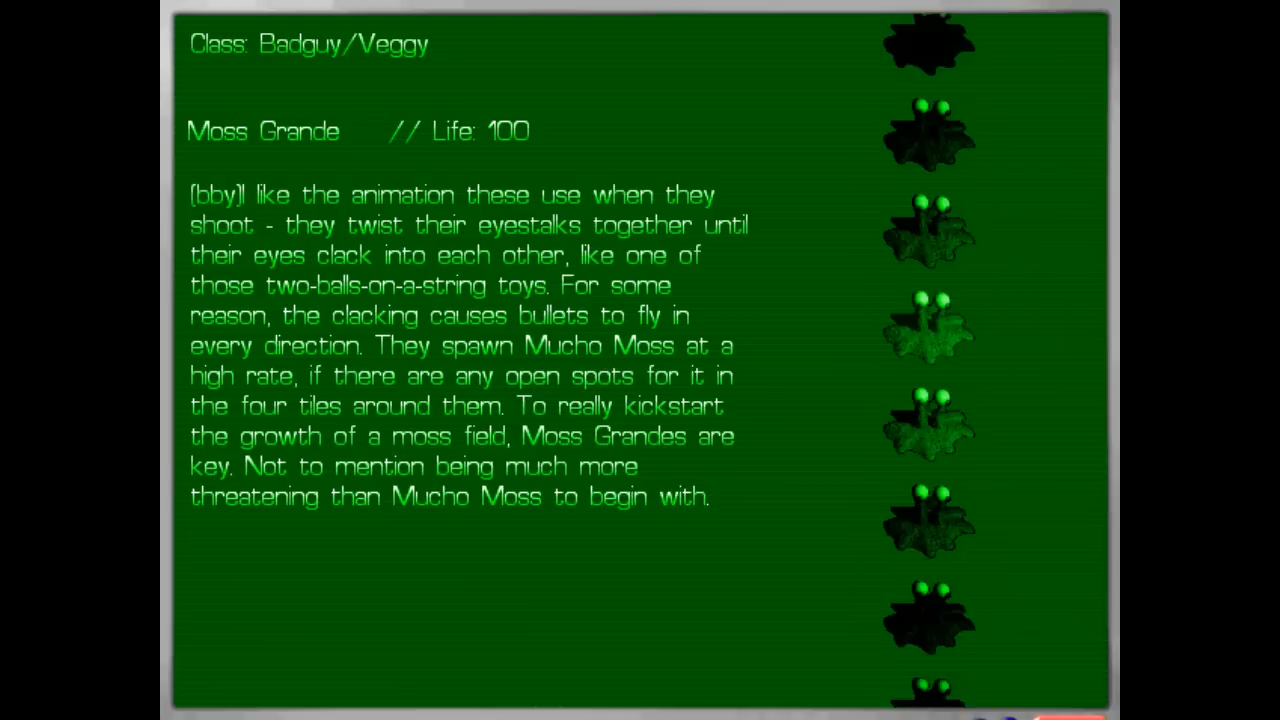 Class: Badguy/Veggy
Moss Grande // Life: 100
(bby)I like the animation these use when they
shoot - they twist their eyestalks together until
their eyes clack into each other, like one of
those two-balls-on-a-string toys. For some
reason, the clacking causes bullets to fly in
every direction. They spawn Mucho Moss at a
high rate, if there are any open spots for it in
the four tiles around them. To really kickstart
the growth of a moss field, Moss Grandes are
key. Not to mention being much more
threatening than Mucho Moss to begin with.